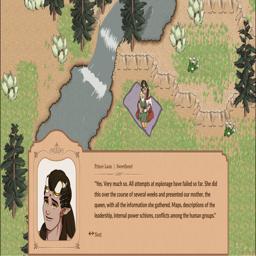 Prince Laan | Sweetheart
"Yes. Very much so. All attempts at espionage have failed so far. She did
this over the course of several weeks and presented our mother, the
queen, with all the information she gathered. Maps, descriptions of the
leadership, internal power schisms, conflicts among the human groups."